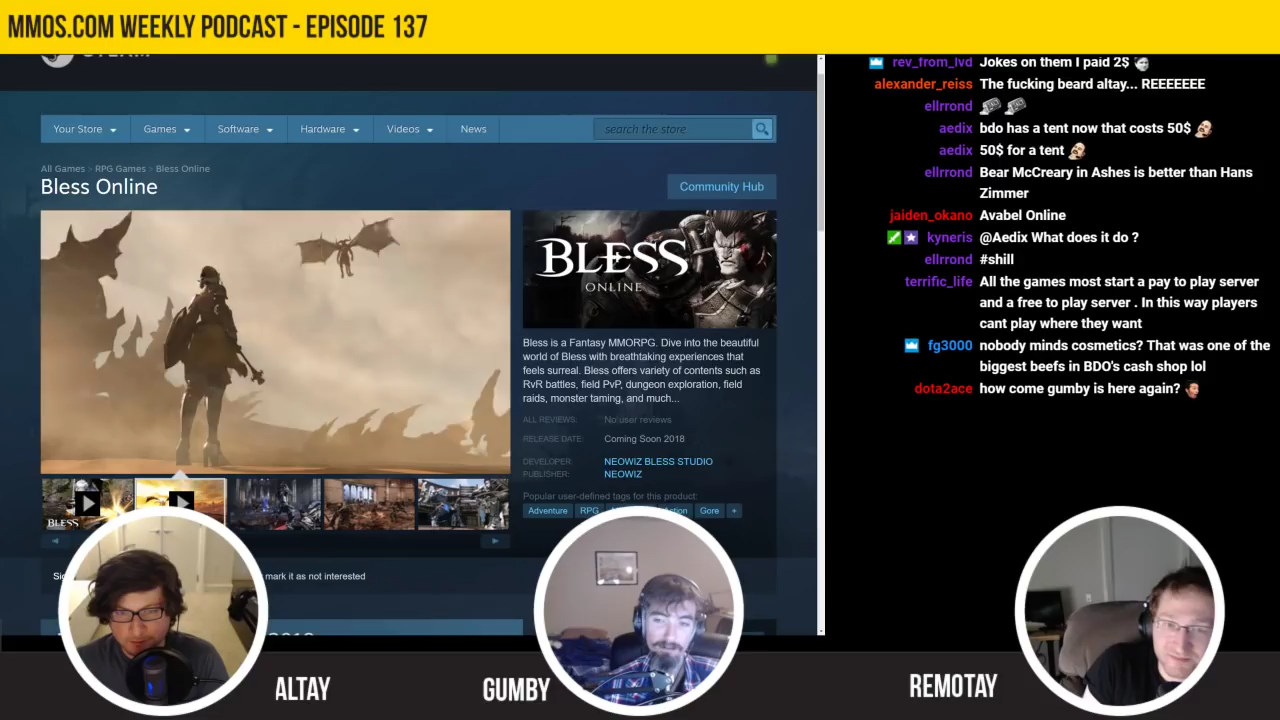 MMOS.COM WEEKLY PODCAST - EPISODE 137
Your Store
Games
Software
Hardware
Videos
News
search the store
All Games > RPG Games > Bless Online
Bless Online
Community Hub
BLESS
ONLINE
Bless is a Fantasy MMORPG. Dive into the beautiful
world of Bless with breathtaking experiences that
feels surreal. Bless offers variety of contents such as
RvR battles, field PvP, dungeon exploration, field
raids, monster taming, and much...
ALL REVIEWS: No user reviews
RELEASE DATE: Coming Soon 2018
DEVELOPER: NEOWIZ BLESS STUDIO
PUBLISHER: NEOWIZ
Popular user-defined tags for this product:
Adventure
RPG
Gore
+
BLESS
mark it as not interested
rev_from_lvd Jokes on them I paid 2$
alexander_reiss The fucking beard altay... REEEEEEE
ellrrond
aedix bdo has a tent now that costs 50$
aedix 50$ for a tent
ellrrond Bear McCreary in Ashes is better than Hans
Zimmer
jaiden_okano Avabel Online
kyneris @Aedix What does it do ?
ellrrond #shill
terrific_life All the games most start a pay to play server
and a free to play server . In this way players
cant play where they want
fg3000 nobody minds cosmetics? That was one of the
biggest beefs in BDO's cash shop lol
dota2ace how come gumby is here again?
ALTAY
GUMBY
REMOTAY